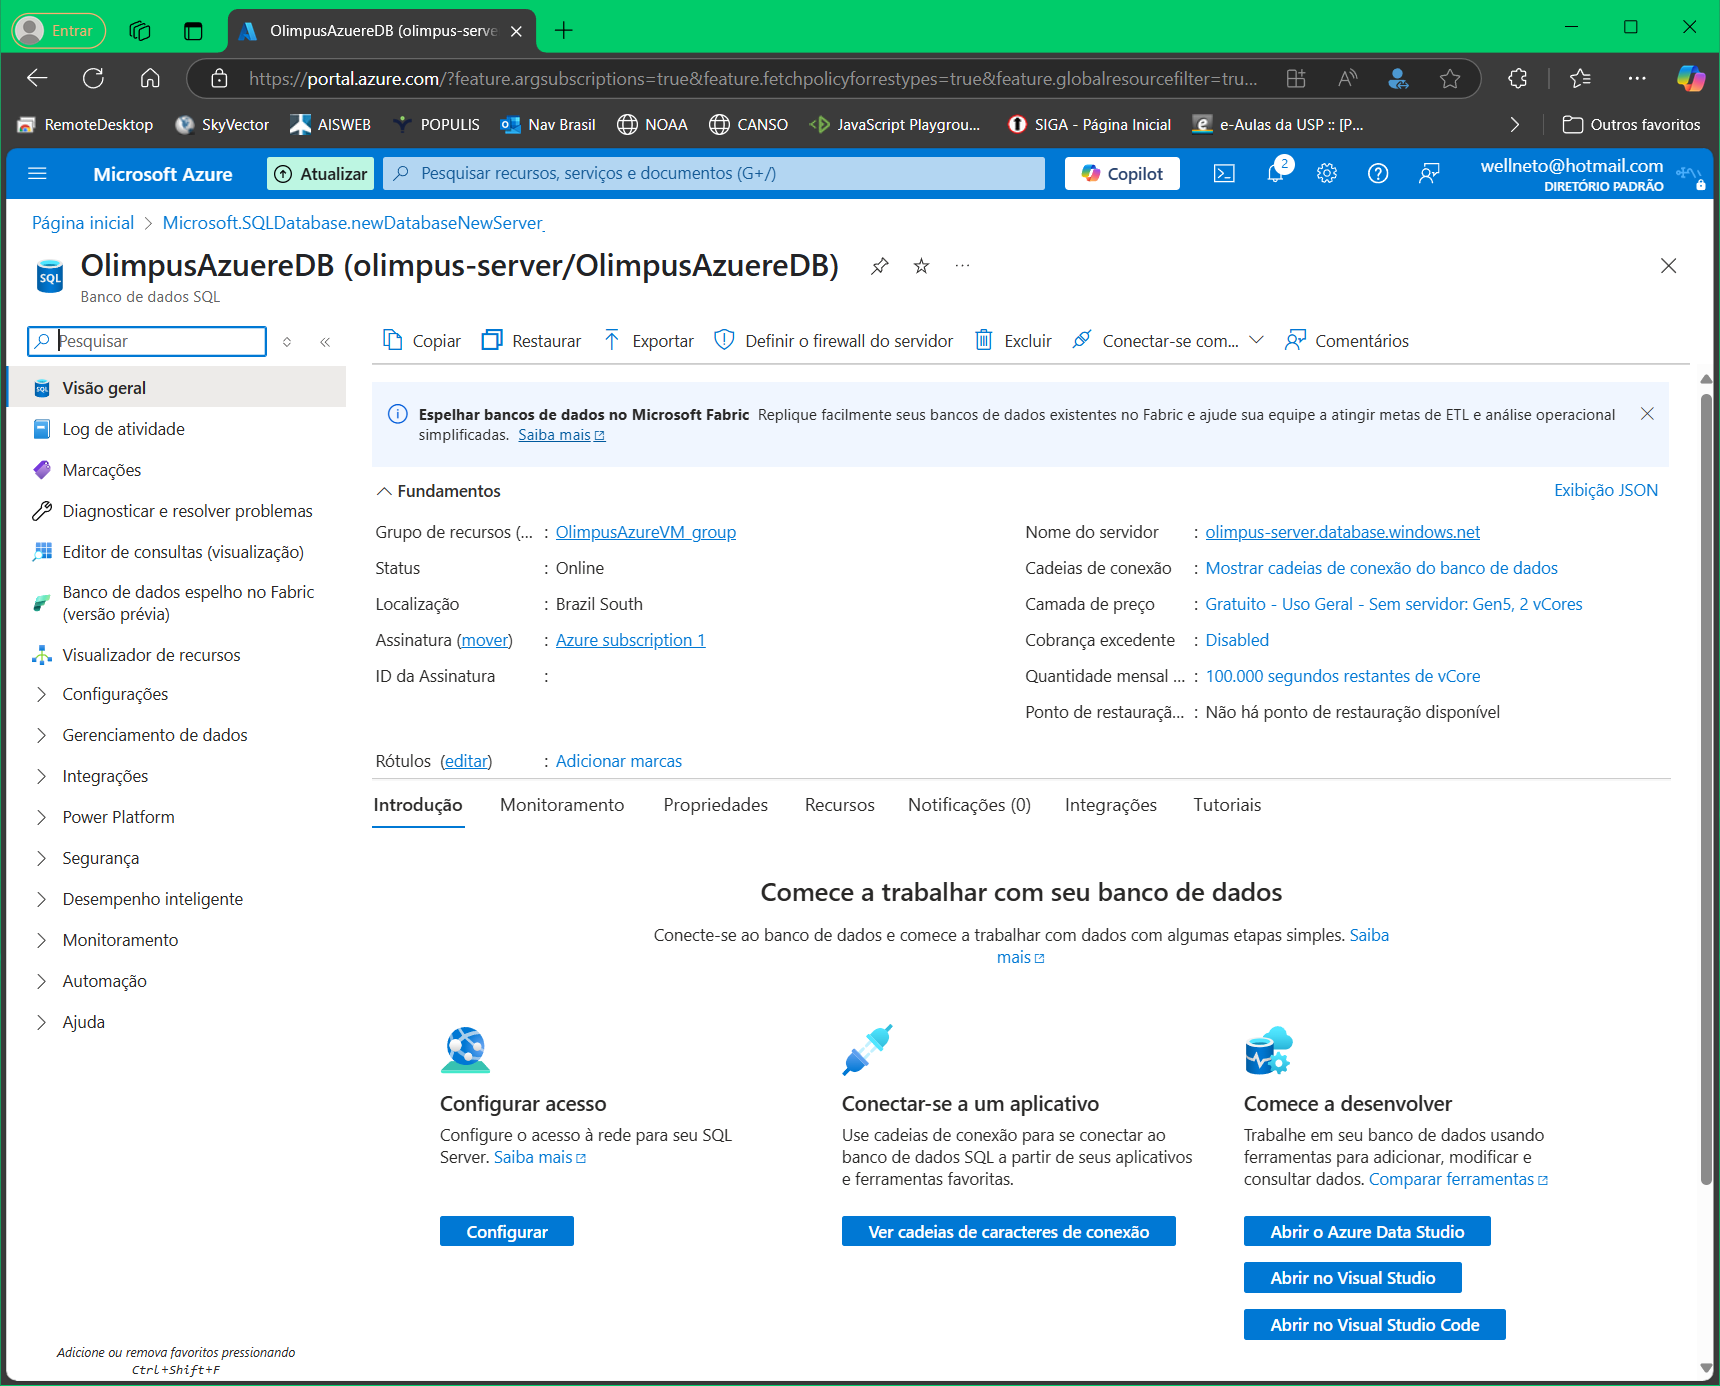 Entrar
OlimpusAzuereDB (olimpus-serve
https://portal.azure.com/?feature.argsubscriptions=true&feature.fetchpolicyforrestypes=true&feature.globalresourcefilter=tru...
RemoteDesktop SkyVector AISWEB POPULIS Nav Brasil NOAA CANSO JavaScript Playgrou... SIGA - Página Inicial e-Aulas da USP :: [P... Outros favoritos
Microsoft Azure Atualizar Pesquisar recursos, serviços e documentos (G+/) Copilot 2 wellneto@hotmail.com
DIRETÓRIO PADRÃO
Página inicial > Microsoft.SQLDatabase.newDatabaseNewServer_
OlimpusAzuereDB (olimpus-server/OlimpusAzuereDB) ...
Banco de dados SQL
Pesquisar
Copiar Restaurar Exportar Definir o firewall do servidor Excluir Conectar-se com... Comentários
Visão geral
Log de atividade
Marcações
Diagnosticar e resolver problemas
Editor de consultas (visualização)
Banco de dados espelho no Fabric
(versão prévia)
Visualizador de recursos
Configurações
Gerenciamento de dados
Integrações
Power Platform
Segurança
Desempenho inteligente
Monitoramento
Automação
Ajuda
Adicione ou remova favoritos pressionando
Ctrl+Shift+F
Espelhar bancos de dados no Microsoft Fabric Replique facilmente seus bancos de dados existentes no Fabric e ajude sua equipe a atingir metas de ETL e análise operacional
simplificadas. Saiba mais
Fundamentos
Exibição JSON
Grupo de recursos (... : OlimpusAzureVM_group
Status : Online
Localização : Brazil South
Assinatura (mover) : Azure subscription 1
ID da Assinatura :
Nome do servidor : olimpus-server.database.windows.net
Cadeias de conexão : Mostrar cadeias de conexão do banco de dados
Camada de preço : Gratuito - Uso Geral - Sem servidor: Gen5, 2 vCores
Cobrança excedente : Disabled
Quantidade mensal ... : 100.000 segundos restantes de vCore
Ponto de restauraçã... : Não há ponto de restauração disponível
Rótulos (editar) : Adicionar marcas
Introdução Monitoramento Propriedades Recursos Notificações (0) Integrações Tutoriais
Comece a trabalhar com seu banco de dados
Conecte-se ao banco de dados e comece a trabalhar com dados com algumas etapas simples. Saiba
mais
Configurar acesso
Configure o acesso à rede para seu SQL
Server. Saiba mais
Configurar
Conectar-se a um aplicativo
Use cadeias de conexão para se conectar ao
banco de dados SQL a partir de seus aplicativos
e ferramentas favoritas.
Ver cadeias de caracteres de conexão
Comece a desenvolver
Trabalhe em seu banco de dados usando
ferramentas para adicionar, modificar e
consultar dados. Comparar ferramentas
Abrir o Azure Data Studio
Abrir no Visual Studio
Abrir no Visual Studio Code